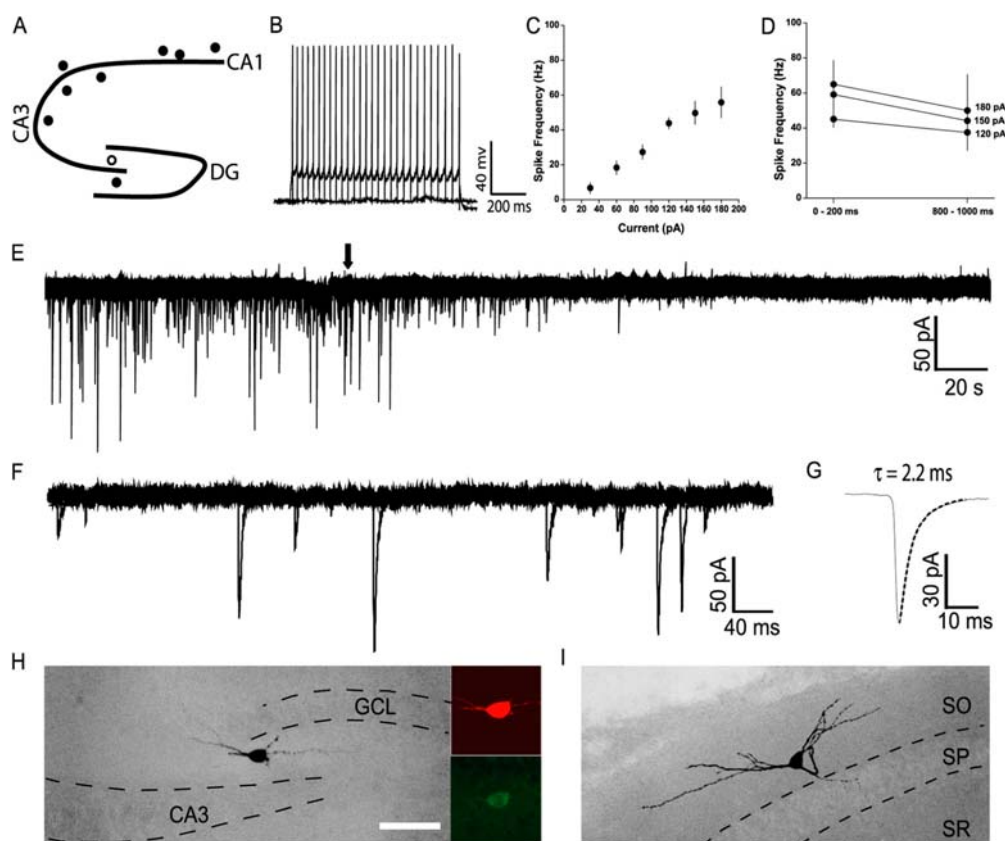 A
CA1
CA3
DG
B
40 mv
200 ms
C
Spike Frequency (Hz)
100
80
60
40
20
0
0 20 40 60 80 100 120 140 160 180 200
Current (pA)
D
Spike Frequency (Hz)
100
80
60
40
20
0
180 pA
150 pA
120 pA
0 - 200 ms
800 - 1000 ms
E
50 pA
20 s
F
50 pA
40 ms
G
τ = 2.2 ms
30 pA
10 ms
H
GCL
CA3
I
SO
SP
SR